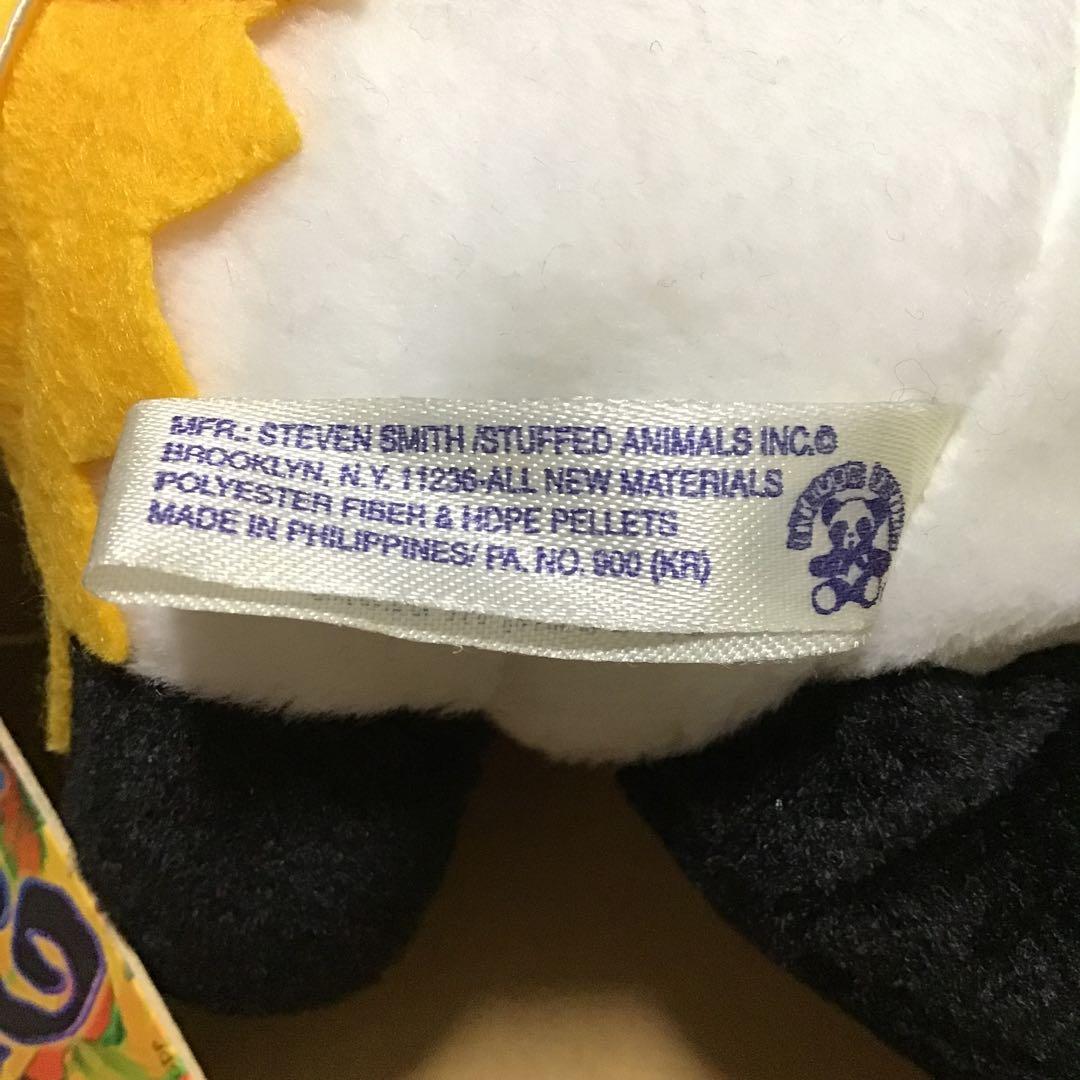 MFR.: STEVEN SMITH /STUFFED ANIMALS INC.®
BROOKLYN, N.Y. 11236-ALL NEW MATERIALS
POLYESTER FIBER & HDPE PELLETS
MADE IN PHILIPPINES/ PA. NO. 900 (KR)